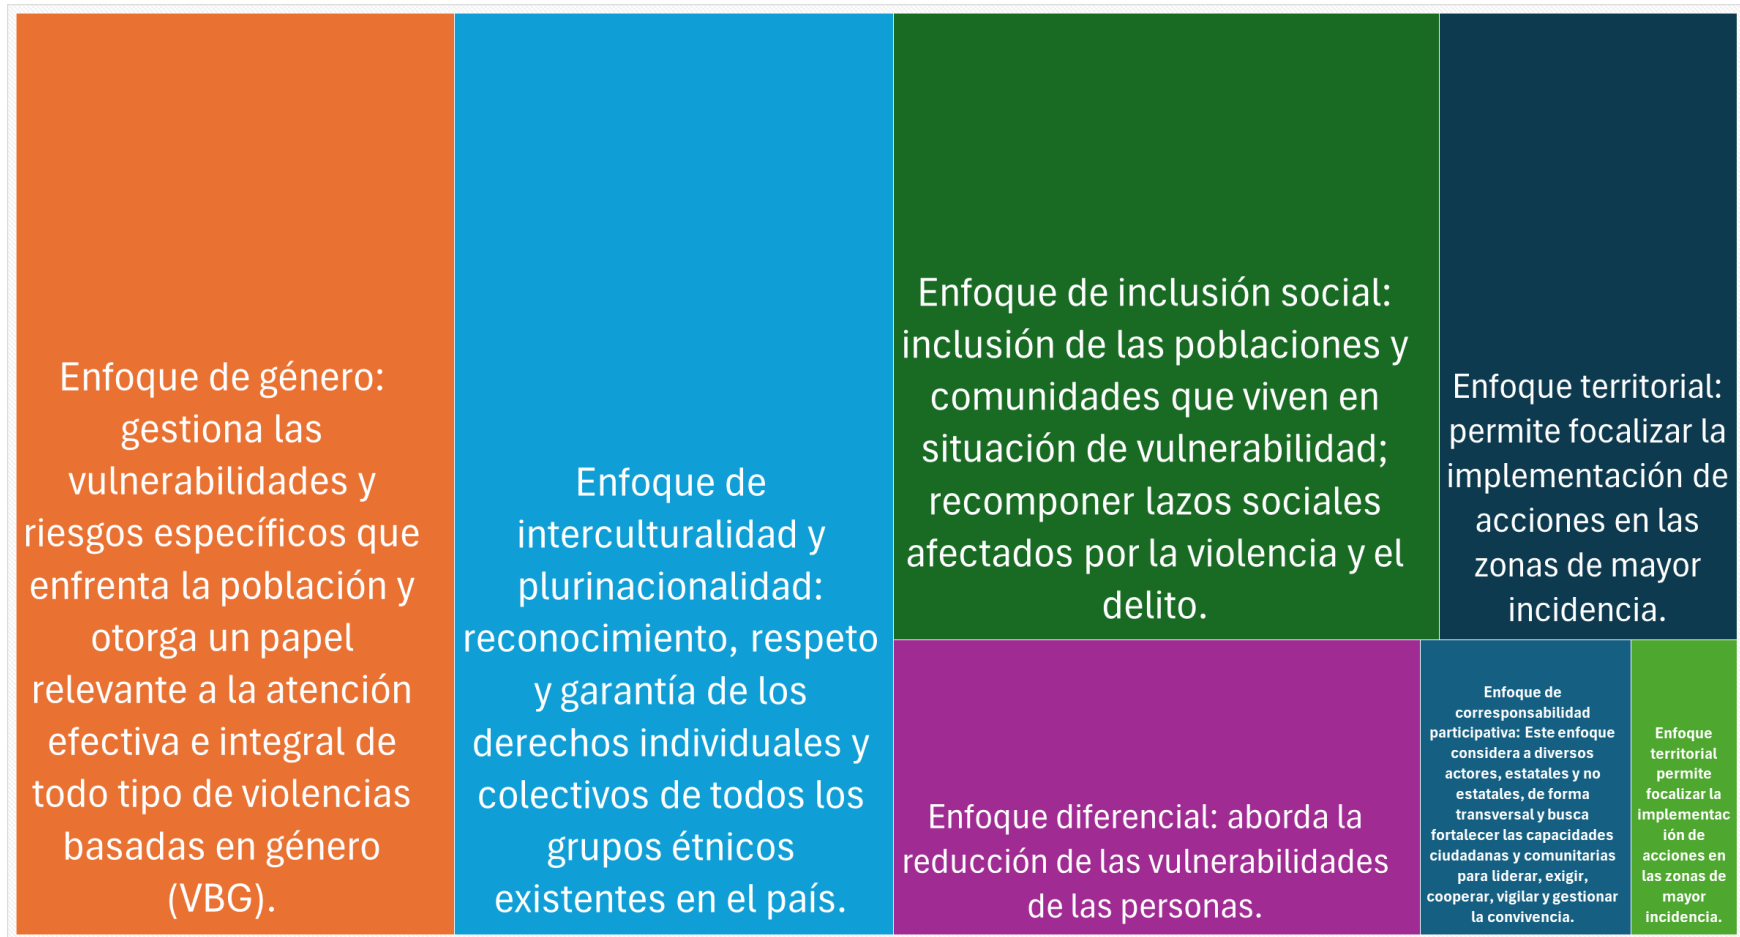 Enfoque de género:
gestiona las
vulnerabilidades y
riesgos específicos que
enfrenta la población y
otorga un papel
relevante a la atención
efectiva e integral de
todo tipo de violencias
basadas en género
(VBG).
Enfoque de
interculturalidad y
plurinacionalidad:
reconocimiento, respeto
y garantía de los
derechos individuales y
colectivos de todos los
grupos étnicos
existentes en el país.
Enfoque de inclusión social:
inclusión de las poblaciones y
comunidades que viven en
situación de vulnerabilidad;
recomponer lazos sociales
afectados por la violencia y el
delito.
Enfoque territorial:
permite focalizar la
implementación de
acciones en las
zonas de mayor
incidencia.
Enfoque diferencial: aborda la
reducción de las vulnerabilidades
de las personas.
Enfoque de
corresponsabilidad
participativa: Este enfoque
considera a diversos
actores, estatales y no
estatales, de forma
transversal y busca
fortalecer las capacidades
ciudadanas y comunitarias
para liderar, exigir,
cooperar, vigilar y gestionar
la convivencia.
Enfoque
territorial
permite
focalizar la
implementac
ión de
acciones en
las zonas de
mayor
incidencia.